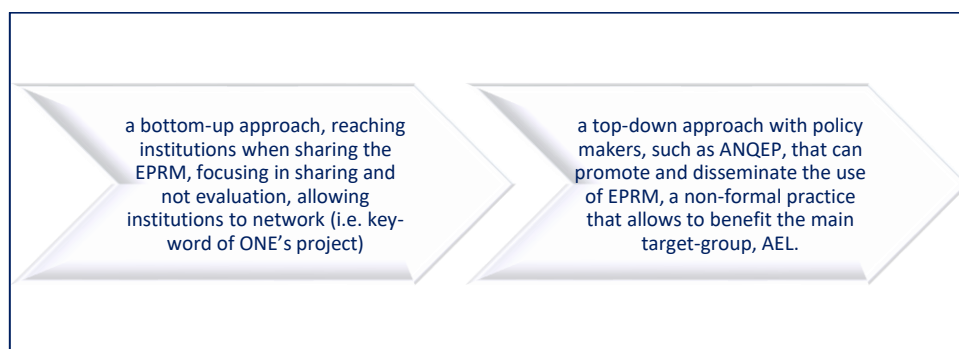 a bottom-up approach, reaching
institutions when sharing the
EPRM, focusing in sharing and
not evaluation, allowing
institutions to network (i.e. key-
word of ONE’s project)
a top-down approach with policy
makers, such as ANQEP, that can
promote and disseminate the use
of EPRM, a non-formal practice
that allows to benefit the main
target-group, AEL.